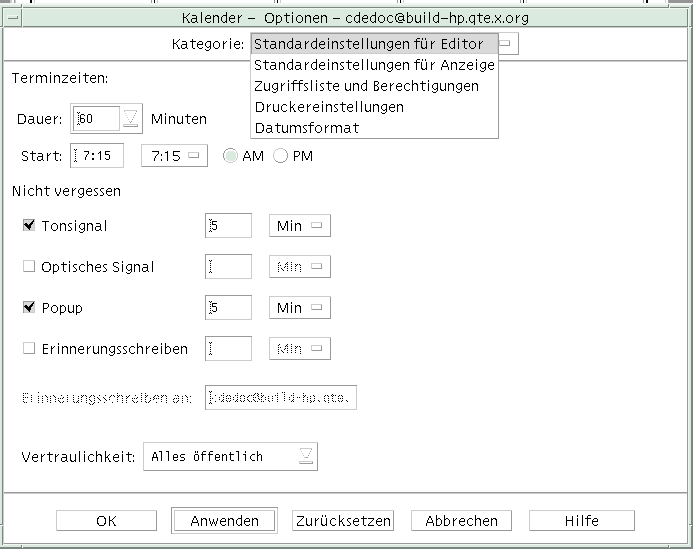 Kalender – Optionen – cdedoc@build-hp.qte.x.org
Kategorie: Standardeinstellungen für Editor
Standardeinstellungen für Anzeige
Zugriffsliste und Berechtigungen
Druckereinstellungen
Datumsformat
Terminzeiten:
Dauer: 60 Minuten
Start: 7:15 7:15 AM PM
Nicht vergessen
Tonsignal 5 Min
Optisches Signal Min
Popup 5 Min
Erinnerungsschreiben Min
Erinnerungsschreiben an: cdedoc@build-hp.qte.
Vertraulichkeit: Alles öffentlich
OK Anwenden Zurücksetzen Abbrechen Hilfe